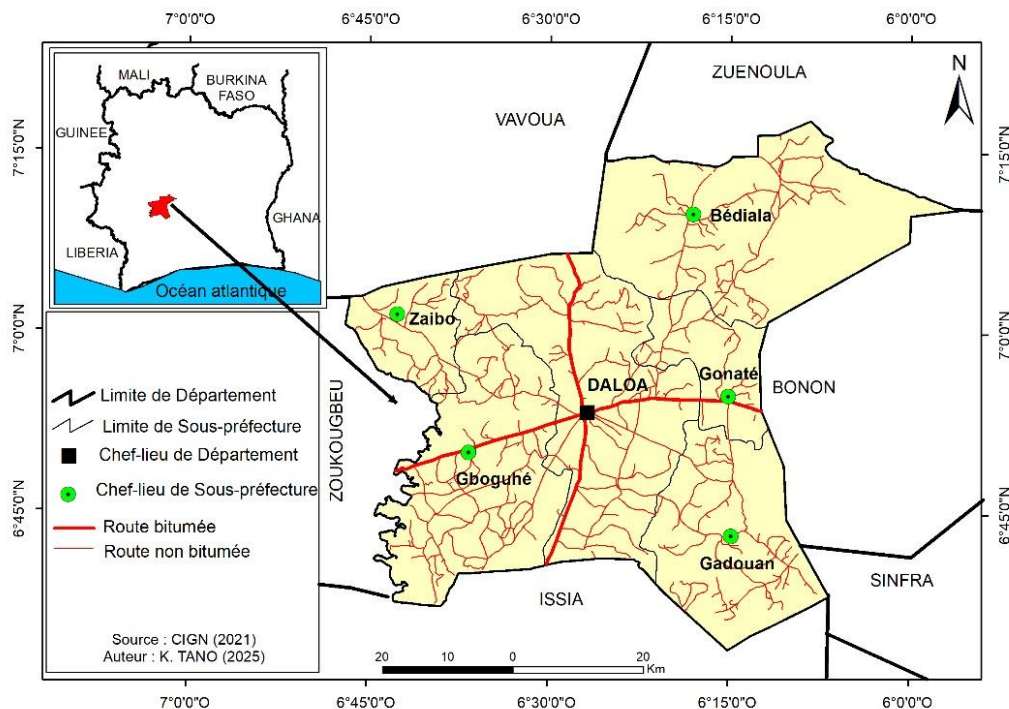 7°0'0"O 6°45'0"O 6°30'0"O 6°15'0"O 6°0'0"O
MALI
BURKINA
FASO
GUINEE
GHANA
LIBERIA
Océan atlantique
ZUENOULA
VAVOUA
N
7°15'0"N
7°15'0"N
Bédiala
Zaibo
7°0'0"N
7°0'0"N
DALOA
Gonaté
BONON
ZOUKOUGBEU
Gboguhé
6°45'0"N
6°45'0"N
Gadouan
SINFRA
ISSIA
Limite de Département
Limite de Sous-préfecture
Chef-lieu de Département
Chef-lieu de Sous-préfecture
Route bitumée
Route non bitumée
Source : CIGN (2021)
Auteur : K. TANO (2025)
20 0 20
Km
7°0'0"O 6°45'0"O 6°30'0"O 6°15'0"O 6°0'0"O